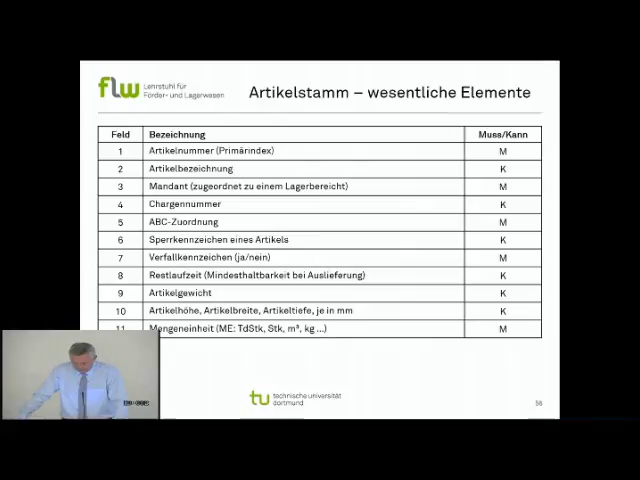 flw Lehrstuhl für
Förder- und Lagerwesen
Artikelstamm – wesentliche Elemente
Feld Bezeichnung Muss/Kann
1 Artikelnummer (Primärindex) M
2 Artikelbezeichnung K
3 Mandant (zugeordnet zu einem Lagerbereicht) M
4 Chargennummer K
5 ABC-Zuordnung M
6 Sperrkennzeichen eines Artikels K
7 Verfallkennzeichen (ja/nein) M
8 Restlaufzeit (Mindesthaltbarkeit bei Auslieferung) K
9 Artikelgewicht K
10 Artikelhöhe, Artikelbreite, Artikeltiefe, je in mm K
11 Mengeneinheit (ME: TdStk, Stk, m³, kg ...) M
tu technische universität
dortmund
56